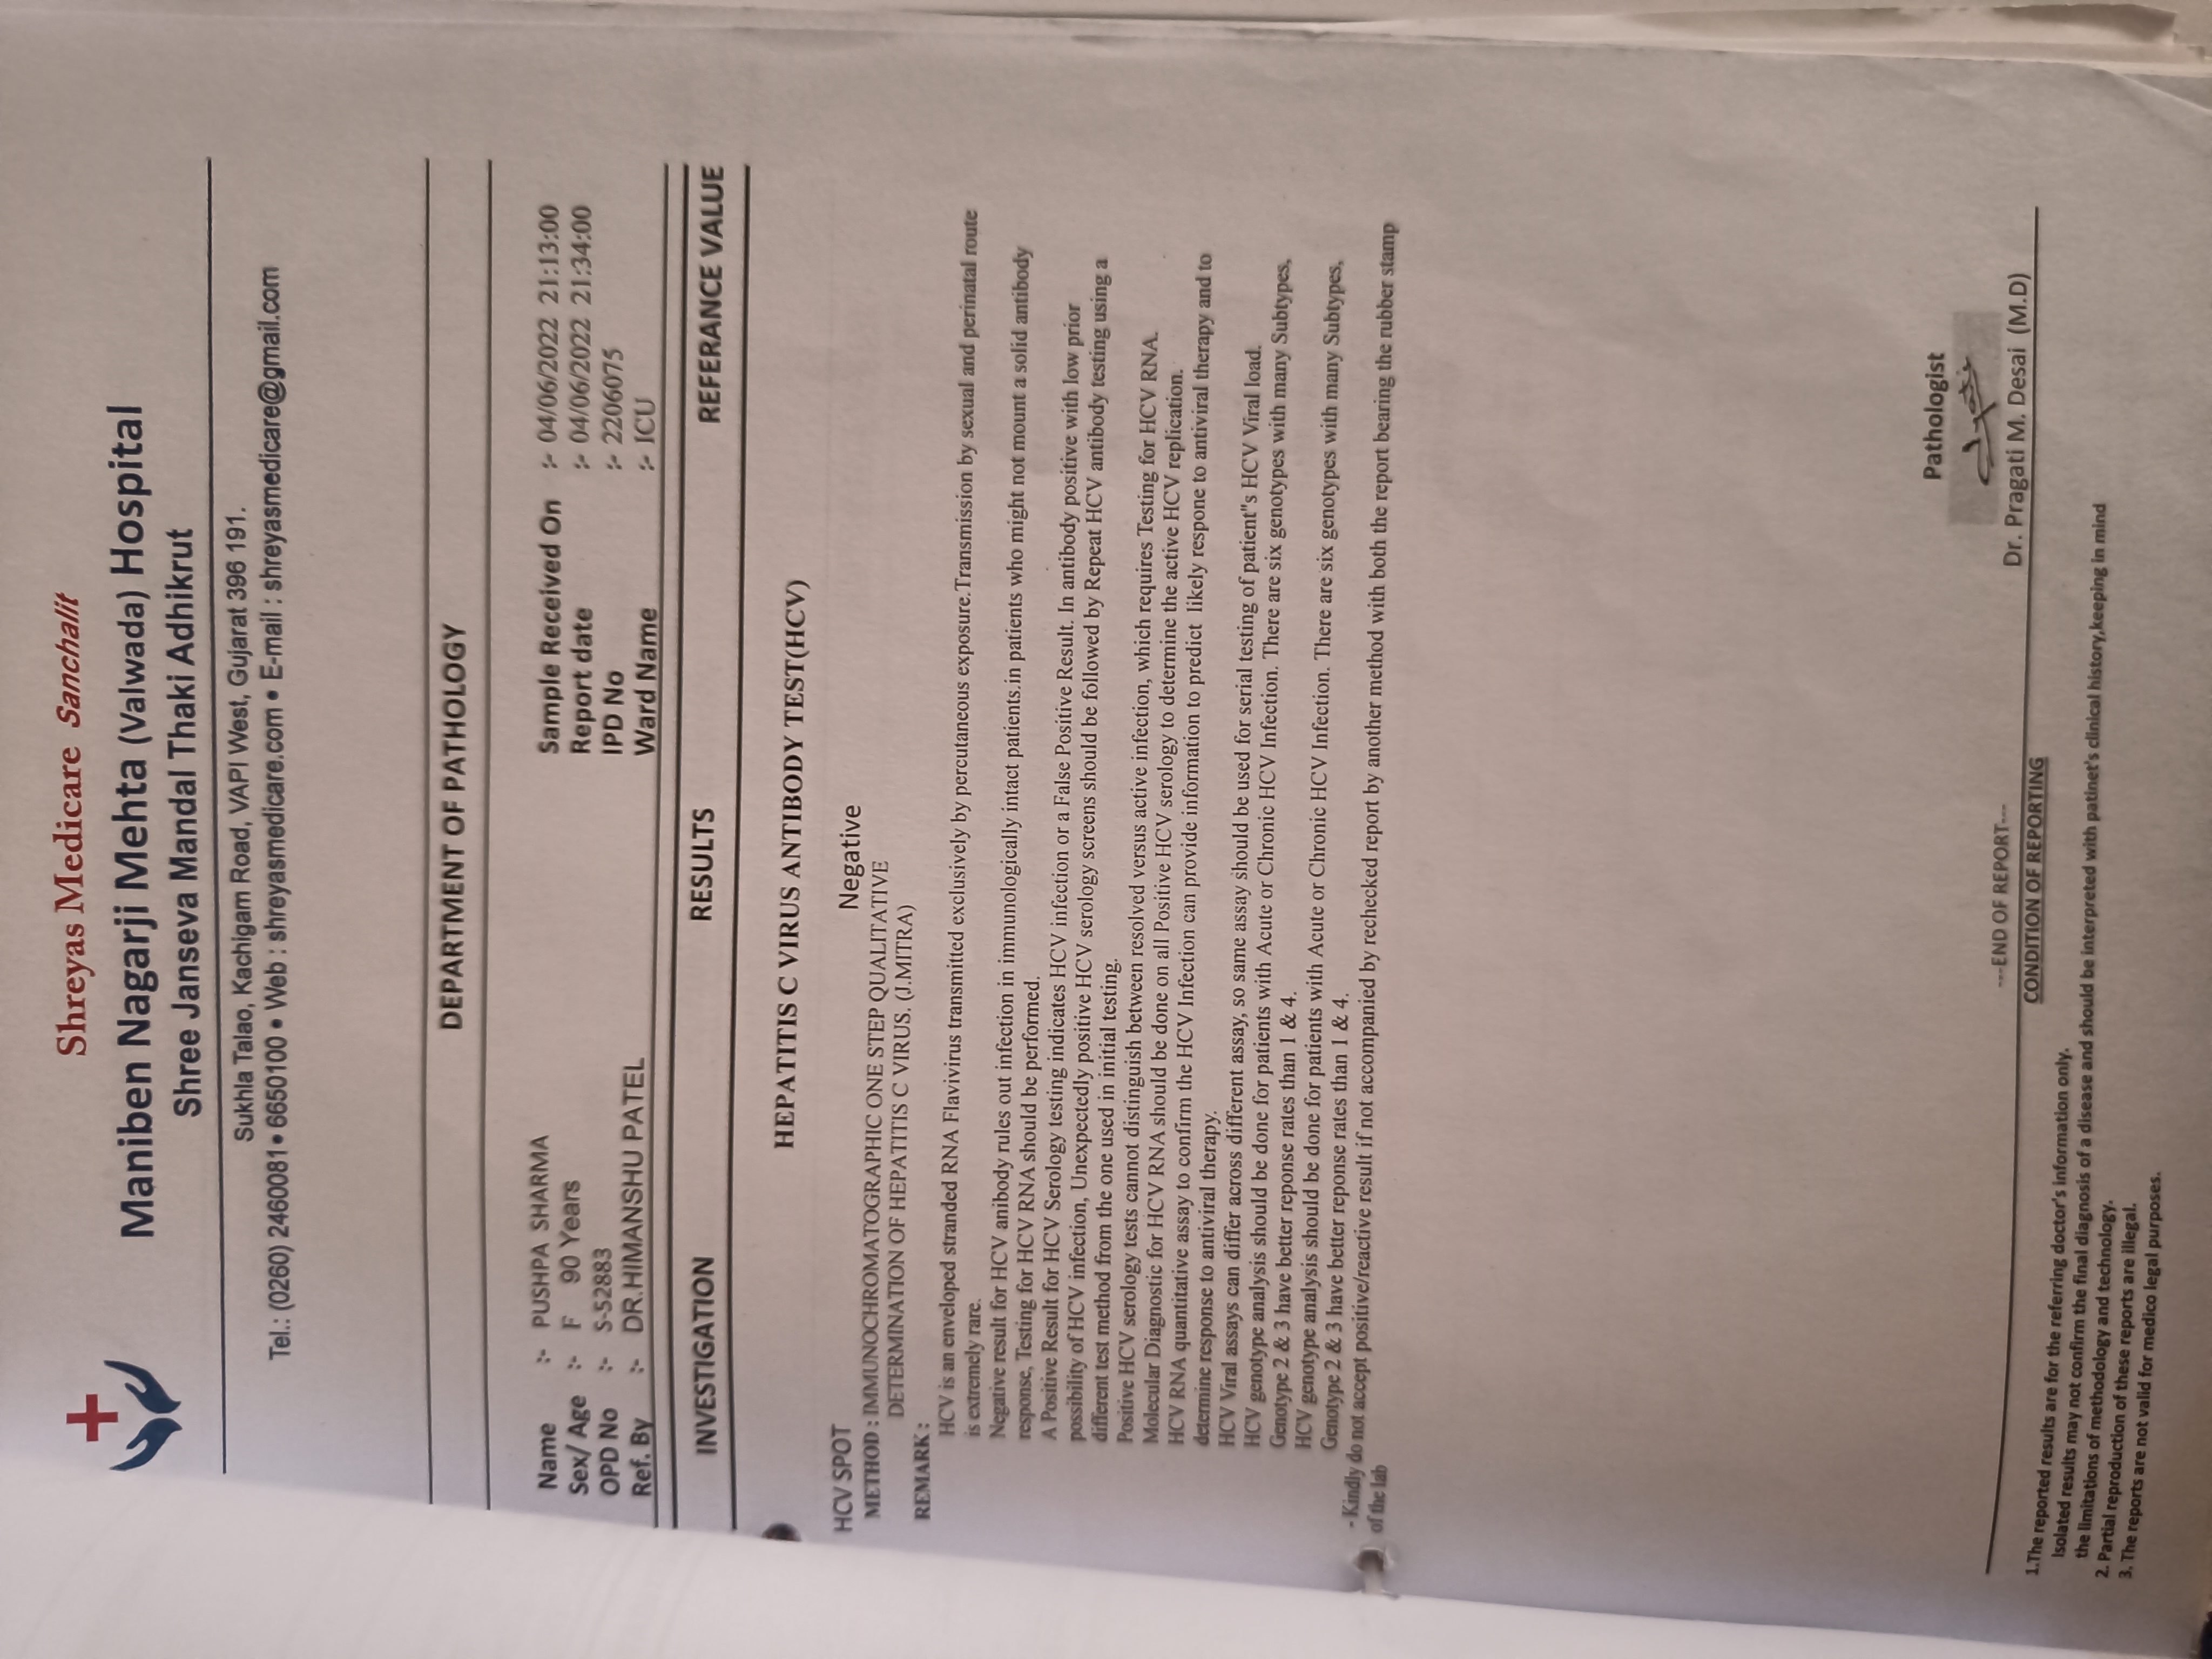 Shreyas Medicare Sanchalit
Maniben Nagarji Mehta (Valwada) Hospital
Shree Janseva Mandal Thaki Adhikrut
Sukhla Talao, Kachigam Road, VAPI West, Gujarat 396 191.
Tel.: (0260) 2460081 • 6650100 • Web : shreyasmedicare.com • E-mail : shreyasmedicare@gmail.com
DEPARTMENT OF PATHOLOGY
Name :- PUSHPA SHARMA Sample Received On :- 04/06/2022 21:13:00
Sex/ Age :- F 90 Years Report date :- 04/06/2022 21:34:00
OPD No :- S-52883 IPD No :- 2206075
Ref. By :- DR.HIMANSHU PATEL Ward Name :- ICU
INVESTIGATION RESULTS REFERANCE VALUE
HEPATITIS C VIRUS ANTIBODY TEST(HCV)
HCV SPOT Negative
METHOD : IMMUNOCHROMATOGRAPHIC ONE STEP QUALITATIVE
DETERMINATION OF HEPATITIS C VIRUS. (J.MITRA)
REMARK :
HCV is an enveloped stranded RNA Flavivirus transmitted exclusively by percutaneous exposure.Transmission by sexual and perinatal route
is extremely rare.
Negative result for HCV anibody rules out infection in immunologically intact patients.in patients who might not mount a solid antibody
response, Testing for HCV RNA should be performed.
A Positive Result for HCV Serology testing indicates HCV infection or a False Positive Result. In antibody positive with low prior
possibility of HCV infection, Unexpectedly positive HCV serology screens should be followed by Repeat HCV antibody testing using a
different test method from the one used in initial testing.
Positive HCV serology tests cannot distinguish between resolved versus active infection, which requires Testing for HCV RNA.
Molecular Diagnostic for HCV RNA should be done on all Positive HCV serology to determine the active HCV replication.
HCV RNA quantitative assay to confirm the HCV Infection can provide information to predict likely respone to antiviral therapy and to
determine response to antiviral therapy.
HCV Viral assays can differ across different assay, so same assay should be used for serial testing of patient"s HCV Viral load.
HCV genotype analysis should be done for patients with Acute or Chronic HCV Infection. There are six genotypes with many Subtypes,
Genotype 2 & 3 have better reponse rates than 1 & 4.
HCV genotype analysis should be done for patients with Acute or Chronic HCV Infection. There are six genotypes with many Subtypes,
Genotype 2 & 3 have better reponse rates than 1 & 4.
- Kindly do not accept positive/reactive result if not accompanied by rechecked report by another method with both the report bearing the rubber stamp
of the lab
Pathologist
Dr. Pragati M. Desai (M.D)
---END OF REPORT---
CONDITION OF REPORTING
1.The reported results are for the referring doctor's information only.
Isolated results may not confirm the final diagnosis of a disease and should be interpreted with patinet's clinical history,keeping in mind
the limitations of methodology and technology.
2. Partial reproduction of these reports are illegal.
3. The reports are not valid for medico legal purposes.